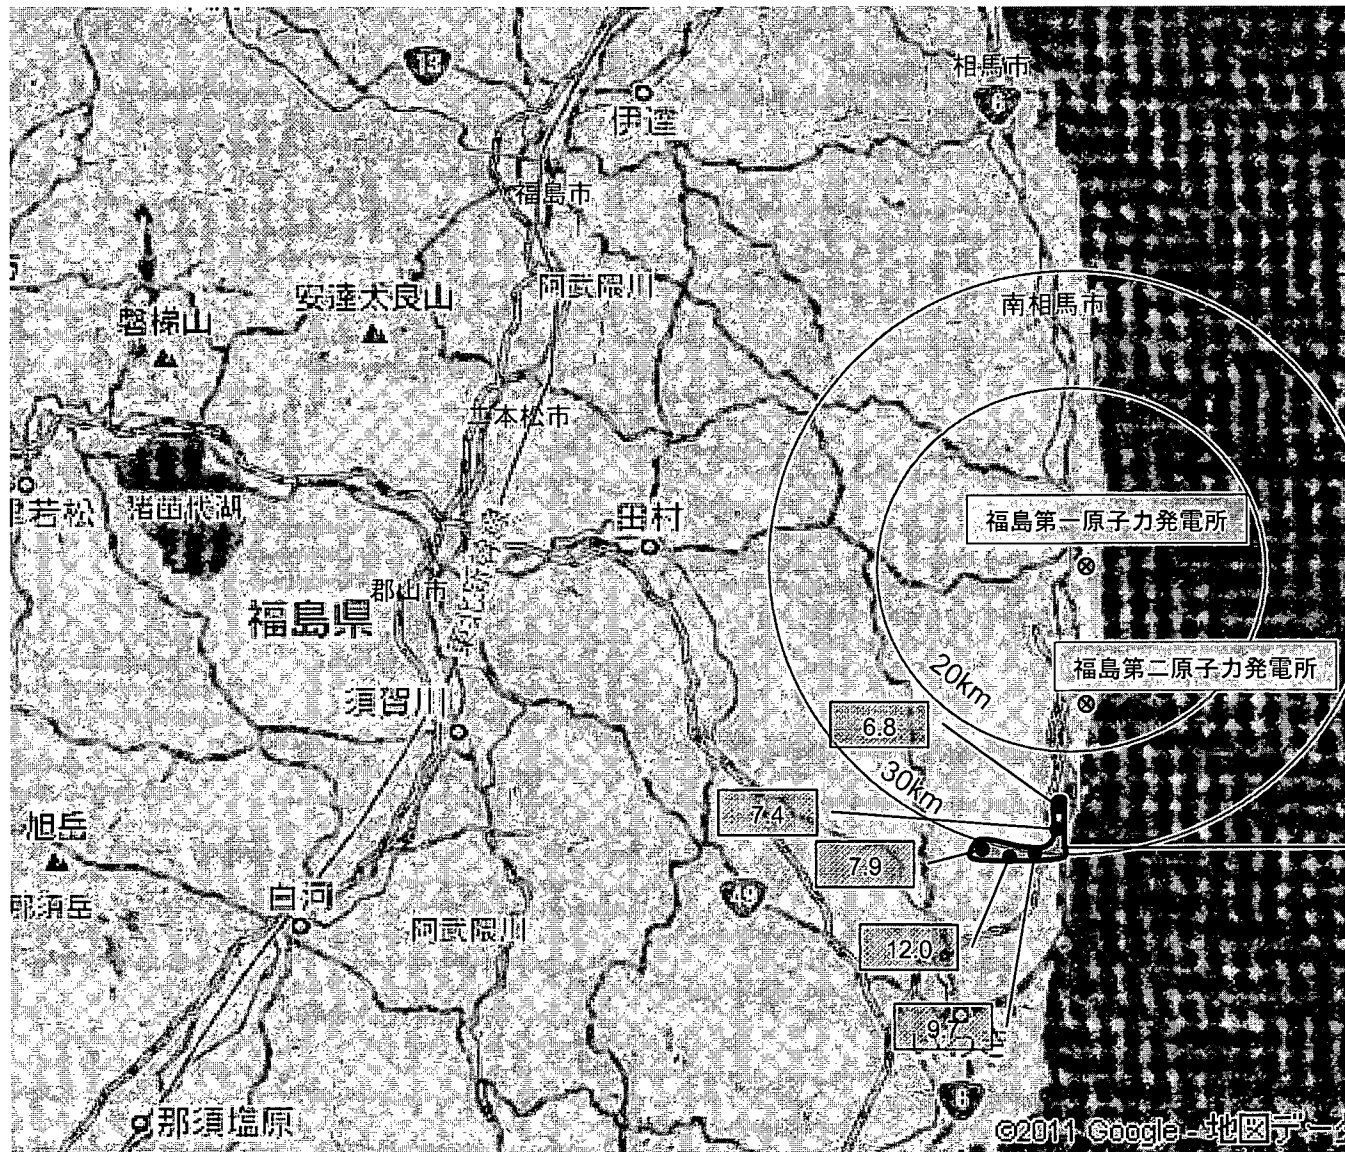 相馬市
13
6
伊達
福島市
阿武隈川
安達太良山
磐梯山
南相馬市
二本松市
若松
猪苗代湖
田村
福島第一原子力発電所
郡山市
福島県
福島第二原子力発電所
20km
須賀川
6.8
30km
7.4
旭岳
7.9
49
白河
那須岳
阿武隈川
12.0
9.7
6
那須塩原
©2011 Google - 地図データ